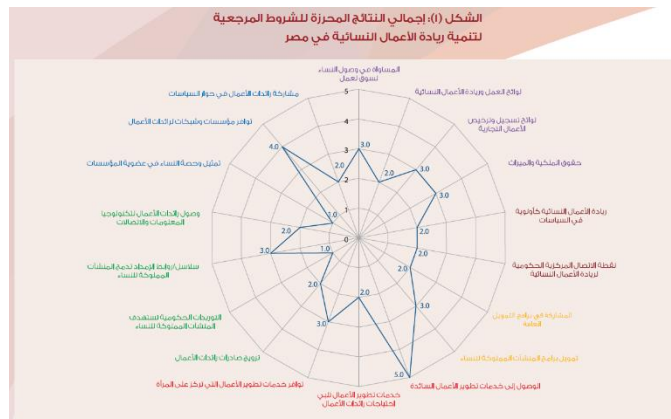 الشكل (١): إجمالي النتائج المحرزة للشروط المرجعية
لتنمية ريادة الأعمال النسائية في مصر
المساواة في وصول النساء
لسوق العمل
لوائح العمل وريادة الأعمال النسائية
لوائح تسجيل وترخيص
الأعمال التجارية
حقوق الملكية والميراث
ريادة الأعمال النسائية كأولوية
في السياسات
نقطة الاتصال المركزية الحكومية
لريادة الأعمال النسائية
المشاركة في برامج التمويل
العامة
تمويل برامج المنشآت المملوكة للنساء
الوصول إلى خدمات تطوير الأعمال السائدة
خدمات تطوير الأعمال تلبي
احتياجات رائدات الأعمال
توافر خدمات تطوير الأعمال التي تركز على المرأة
ترويج صادرات رائدات الأعمال
التوريدات الحكومية تستهدف
المنشآت المملوكة للنساء
سلاسل/روابط الإمداد تدمج المنشآت
المملوكة للنساء
وصول رائدات الأعمال لتكنولوجيا
المعلومات والاتصالات
تمثيل وحصة النساء في عضوية المؤسسات
توافر مؤسسات وشبكات لرائدات الأعمال
مشاركة رائدات الأعمال في حوار السياسات
5
4
3
2
1
0
3.0
2.0
3.0
3.0
2.0
2.0
2.0
3.0
5.0
2.0
3.0
2.0
1.0
3.0
2.0
1.0
4.0
2.0